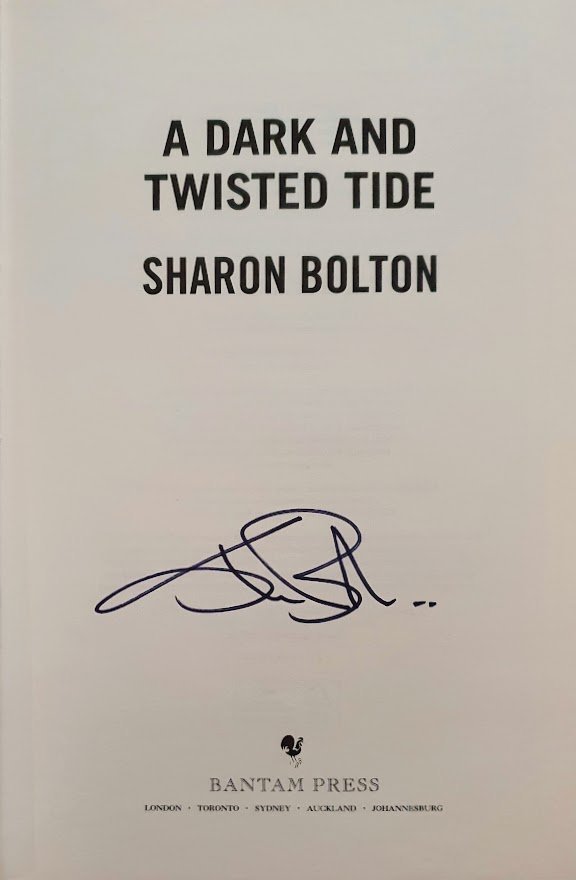 A DARK AND
TWISTED TIDE
SHARON BOLTON
BANTAM PRESS
LONDON · TORONTO · SYDNEY · AUCKLAND · JOHANNESBURG